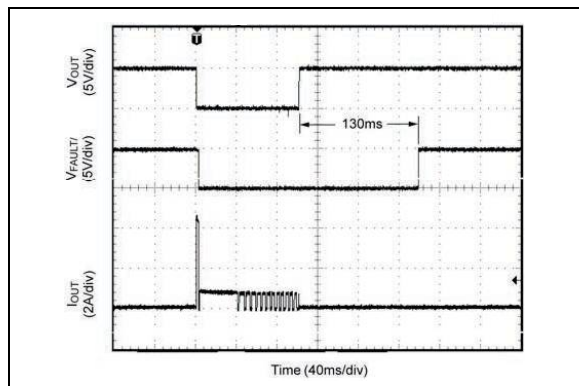 T
VOUT
(5V/div)
130ms
VFAULT/
(5V/div)
IOUT
(2A/div)
Time (40ms/div)